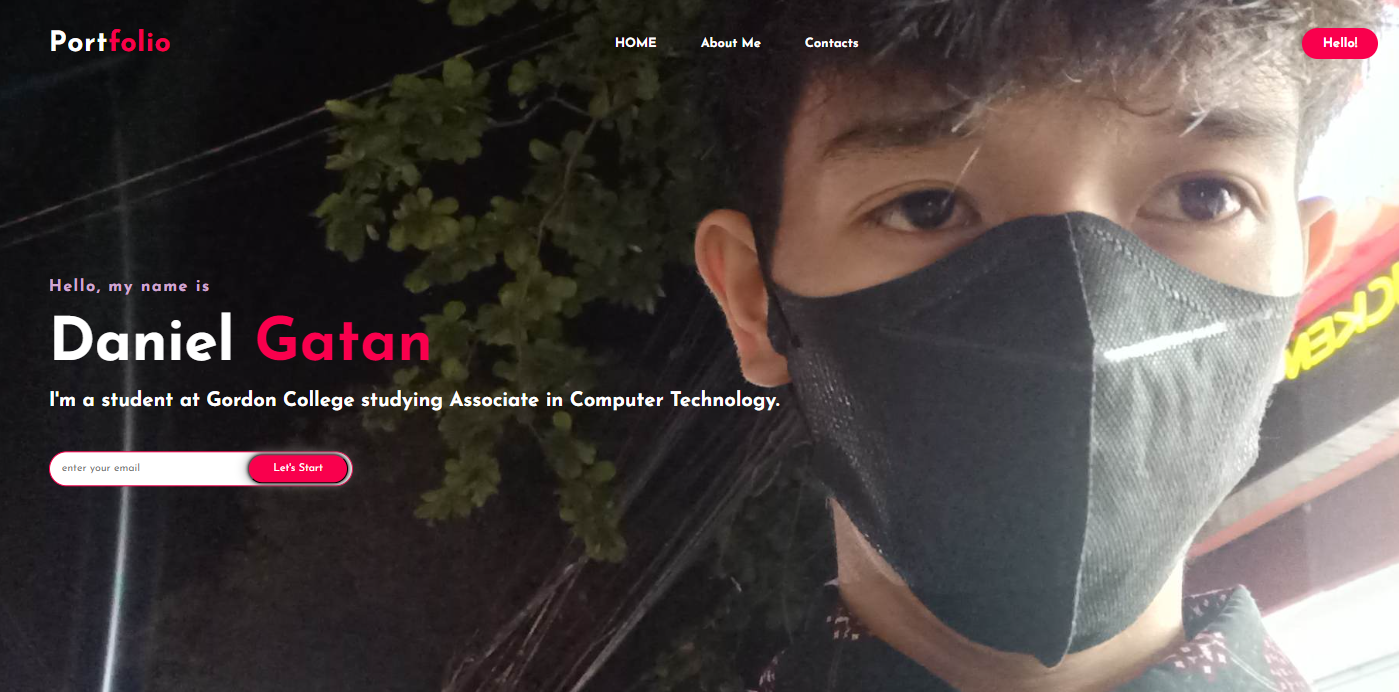 Portfolio
HOME About Me Contacts
Hello!
Hello, my name is
Daniel Gatan
I'm a student at Gordon College studying Associate in Computer Technology.
enter your email Let's Start